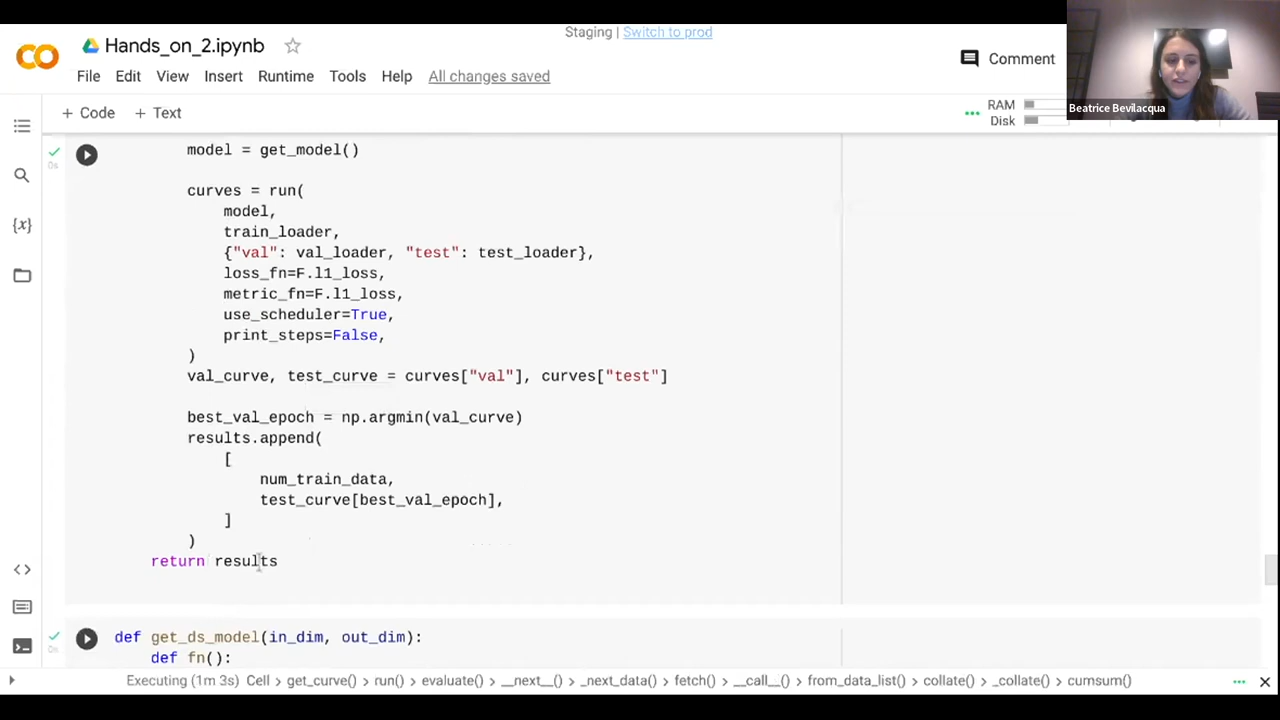 Staging | Switch to prod
Hands_on_2.ipynb
File Edit View Insert Runtime Tools Help All changes saved
Comment
+ Code + Text
RAM
Disk
Beatrice Bevilacqua
0s
model = get_model()
curves = run(
model,
train_loader,
{"val": val_loader, "test": test_loader},
loss_fn=F.l1_loss,
metric_fn=F.l1_loss,
use_scheduler=True,
print_steps=False,
)
val_curve, test_curve = curves["val"], curves["test"]
best_val_epoch = np.argmin(val_curve)
results.append(
[
num_train_data,
test_curve[best_val_epoch],
]
)
return results
0s
def get_ds_model(in_dim, out_dim):
def fn():
Executing (1m 3s) Cell > get_curve() > run() > evaluate() > __next__() > _next_data() > fetch() > __call__() > from_data_list() > collate() > _collate() > cumsum()